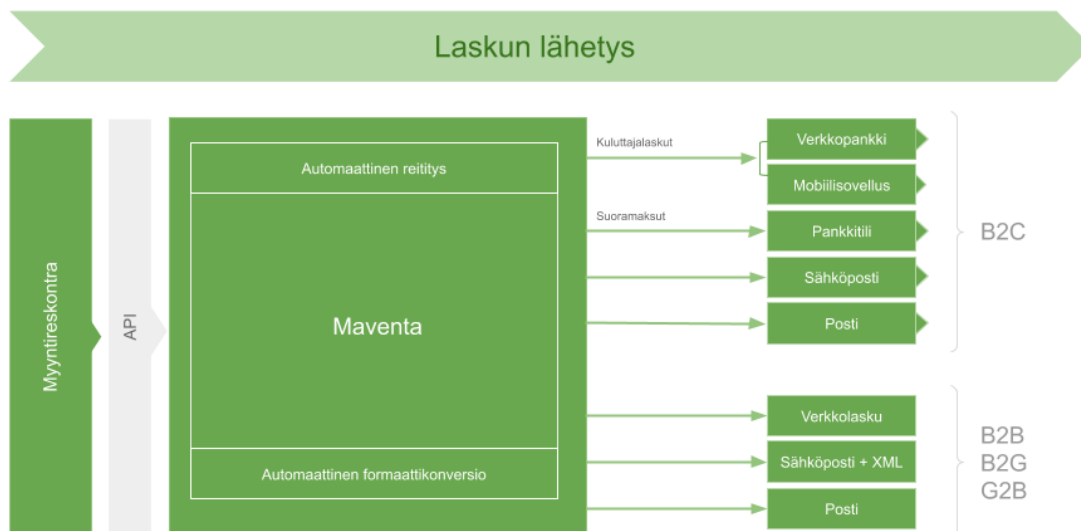 Laskun lähetys
Myyntireskontra
API
Automaattinen reititys
Maventa
Automaattinen formaattikonversio
Kuluttajalaskut
Suoramaksut
Verkkopankki
Mobiilisovellus
Pankkitili
Sähköposti
Posti
B2C
Verkkolasku
Sähköposti + XML
Posti
B2B
B2G
G2B